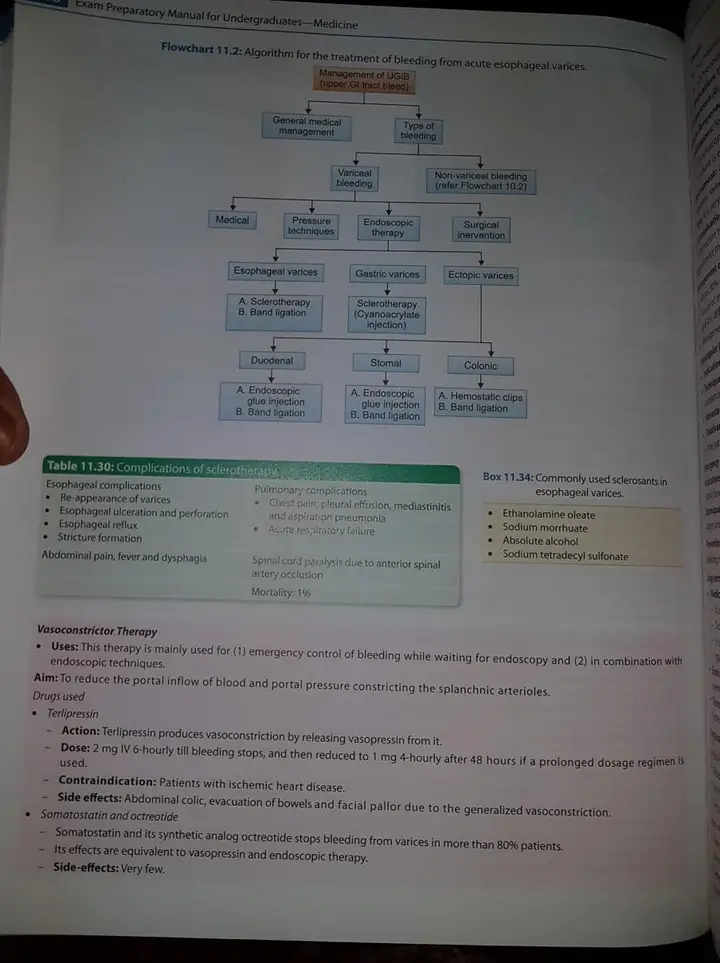 Exam Preparatory Manual for Undergraduates—Medicine
Flowchart 11.2: Algorithm for the treatment of bleeding from acute esophageal varices.
Management of UGIB
(upper GI tract bleed)
General medical
management
Type of
bleeding
Variceal
bleeding
Non-variceal bleeding
(refer Flowchart 10.2)
Medical
Pressure
techniques
Endoscopic
therapy
Surgical
inervention
Esophageal varices
Gastric varices
Ectopic varices
A. Sclerotherapy
B. Band ligation
Sclerotherapy
(Cyanoacrylate
injection)
Duodenal
Stomal
Colonic
A. Endoscopic
glue injection
B. Band ligation
A. Endoscopic
glue injection
B. Band ligation
A. Hemostatic clips
B. Band ligation
Table 11.30: Complications of sclerotherapy
Esophageal complications
• Re-appearance of varices
• Esophageal ulceration and perforation
• Esophageal reflux
• Stricture formation
Pulmonary complications
• Chest pain, pleural effusion, mediastinitis
and aspiration pneumonia
• Acute respiratory failure
Abdominal pain, fever and dysphagia
Spinal cord paralysis due to anterior spinal
artery occlusion
Mortality: 1%
Box 11.34: Commonly used sclerosants in
esophageal varices.
• Ethanolamine oleate
• Sodium morrhuate
• Absolute alcohol
• Sodium tetradecyl sulfonate
Vasoconstrictor Therapy
• Uses: This therapy is mainly used for (1) emergency control of bleeding while waiting for endoscopy and (2) in combination with
endoscopic techniques.
Aim: To reduce the portal inflow of blood and portal pressure constricting the splanchnic arterioles.
Drugs used
• Terlipressin
– Action: Terlipressin produces vasoconstriction by releasing vasopressin from it.
– Dose: 2 mg IV 6-hourly till bleeding stops, and then reduced to 1 mg 4-hourly after 48 hours if a prolonged dosage regimen is
used.
– Contraindication: Patients with ischemic heart disease.
– Side effects: Abdominal colic, evacuation of bowels and facial pallor due to the generalized vasoconstriction.
• Somatostatin and octreotide
– Somatostatin and its synthetic analog octreotide stops bleeding from varices in more than 80% patients.
– Its effects are equivalent to vasopressin and endoscopic therapy.
– Side-effects: Very few.